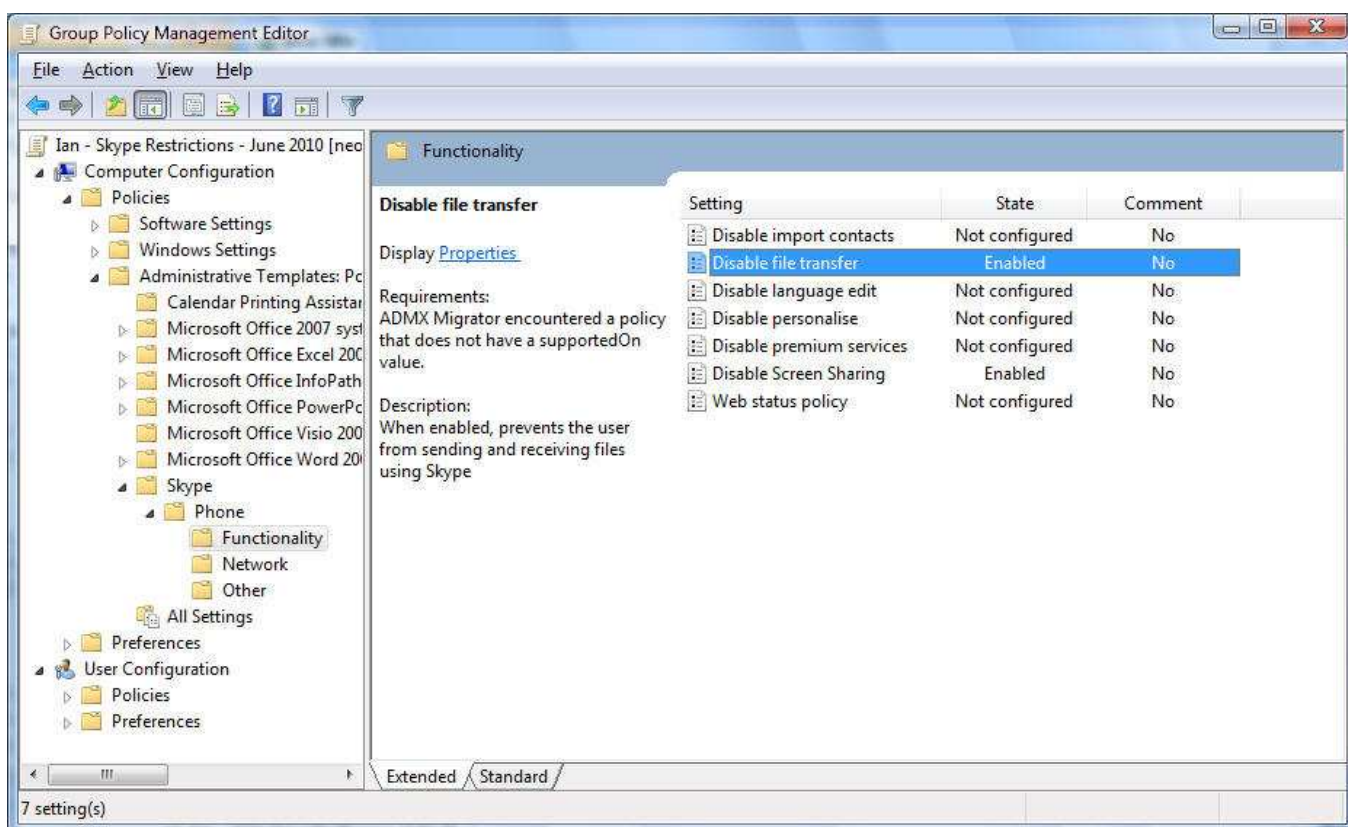 Group Policy Management Editor
File Action View Help
Ian - Skype Restrictions - June 2010 [neo
Computer Configuration
Policies
Software Settings
Windows Settings
Administrative Templates: Po
Calendar Printing Assistan
Microsoft Office 2007 syst
Microsoft Office Excel 200
Microsoft Office InfoPath
Microsoft Office PowerPo
Microsoft Office Visio 200
Microsoft Office Word 20
Skype
Phone
Functionality
Network
Other
All Settings
Preferences
User Configuration
Policies
Preferences
Functionality
Disable file transfer
Display Properties
Requirements:
ADMX Migrator encountered a policy
that does not have a supportedOn
value.
Description:
When enabled, prevents the user
from sending and receiving files
using Skype
Setting State Comment
Disable import contacts Not configured No
Disable file transfer Enabled No
Disable language edit Not configured No
Disable personalise Not configured No
Disable premium services Not configured No
Disable Screen Sharing Enabled No
Web status policy Not configured No
Extended Standard
7 setting(s)